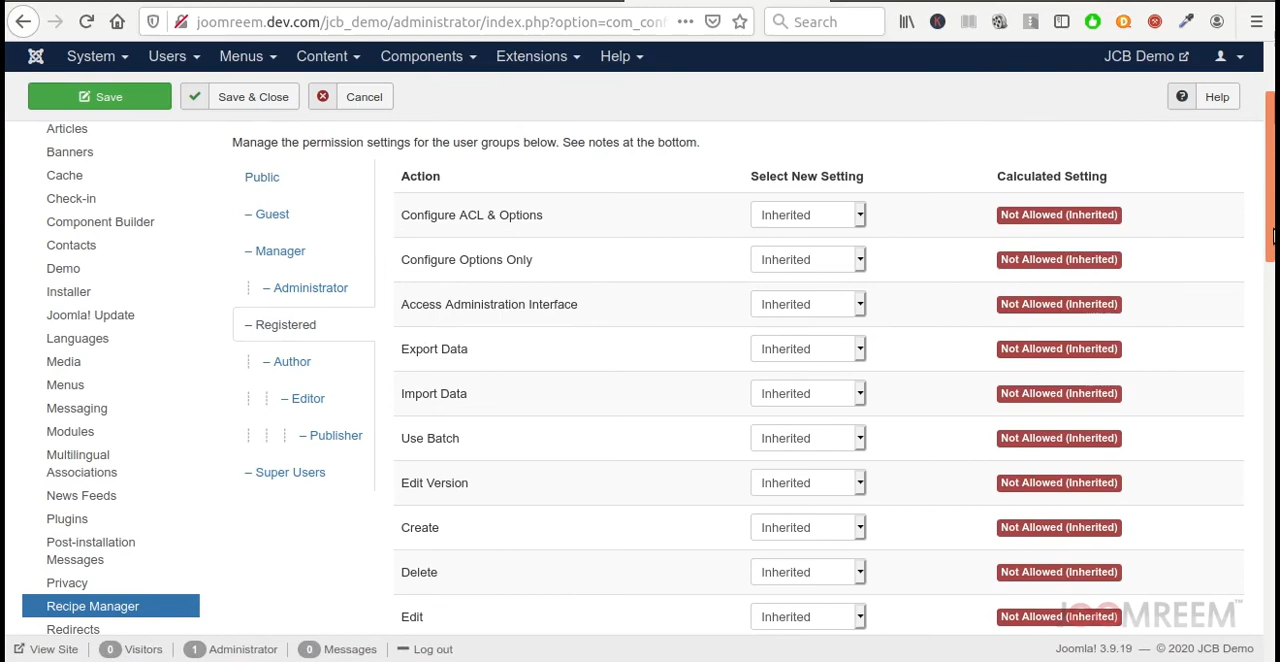 joomreem.dev.com/jcb_demo/administrator/index.php?option=com_con
Search
System Users Menus Content Components Extensions Help JCB Demo
Save Save & Close Cancel Help
Articles
Banners
Cache
Check-in
Component Builder
Contacts
Demo
Installer
Joomla! Update
Languages
Media
Menus
Messaging
Modules
Multilingual
Associations
News Feeds
Plugins
Post-installation
Messages
Privacy
Recipe Manager
Redirects
Manage the permission settings for the user groups below. See notes at the bottom.
Public
– Guest
– Manager
– Administrator
– Registered
– Author
– Editor
– Publisher
– Super Users
Action Select New Setting Calculated Setting
Configure ACL & Options Inherited Not Allowed (Inherited)
Configure Options Only Inherited Not Allowed (Inherited)
Access Administration Interface Inherited Not Allowed (Inherited)
Export Data Inherited Not Allowed (Inherited)
Import Data Inherited Not Allowed (Inherited)
Use Batch Inherited Not Allowed (Inherited)
Edit Version Inherited Not Allowed (Inherited)
Create Inherited Not Allowed (Inherited)
Delete Inherited Not Allowed (Inherited)
Edit Inherited Not Allowed (Inherited)
JOOMREEM™
View Site 0 Visitors 1 Administrator 0 Messages Log out Joomla! 3.9.19 — © 2020 JCB Demo